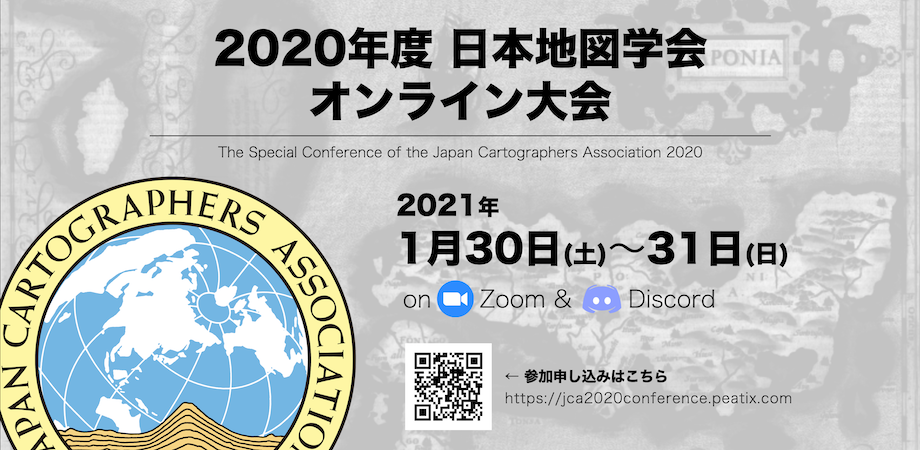 2020年度 日本地図学会
オンライン大会
PONIA
The Special Conference of the Japan Cartographers Association 2020
JAPAN CARTOGRAPHERS ASSOCIATION
2021年
1月30日(土)〜31日(日)
on Zoom & Discord
← 参加申し込みはこちら
https://jca2020conference.peatix.com